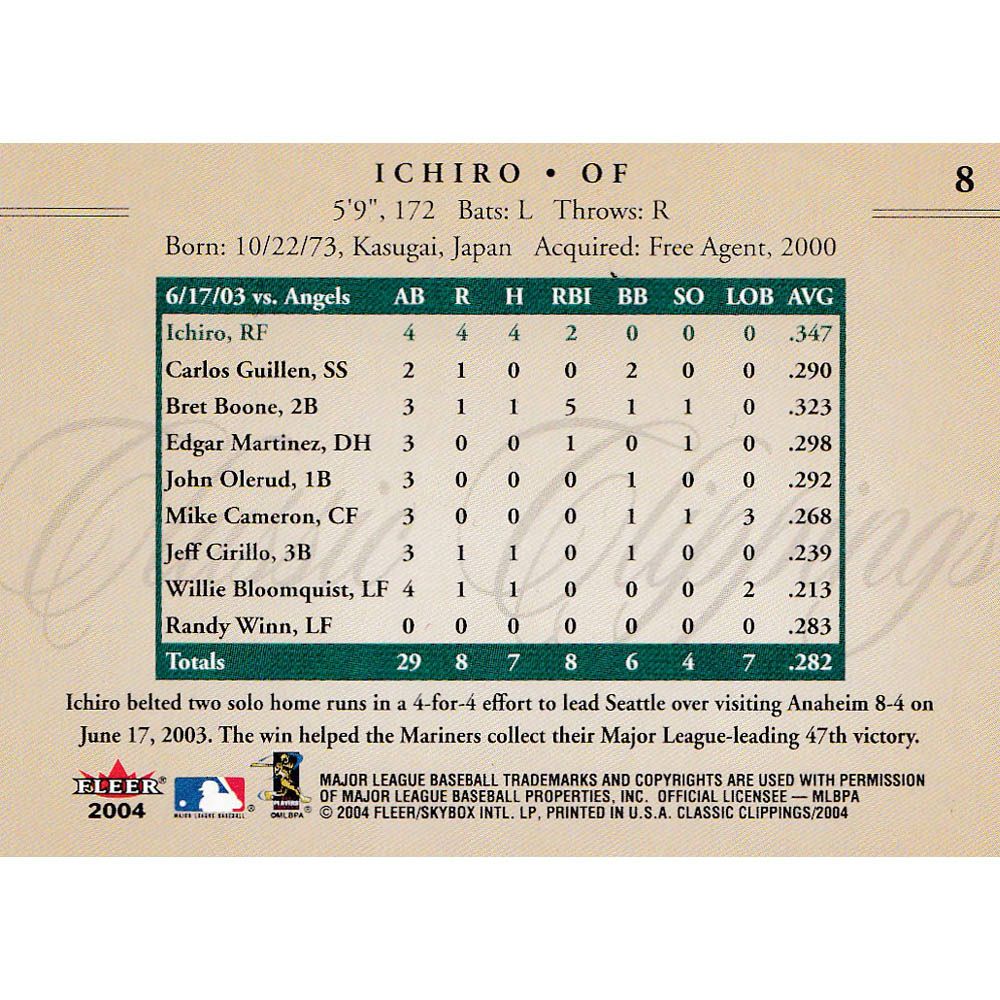 ICHIRO • OF
8
5'9", 172 Bats: L Throws: R
Born: 10/22/73, Kasugai, Japan Acquired: Free Agent, 2000
6/17/03 vs. Angels AB R H RBI BB SO LOB AVG
Ichiro, RF 4 4 4 2 0 0 0 .347
Carlos Guillen, SS 2 1 0 0 2 0 0 .290
Bret Boone, 2B 3 1 1 5 1 1 0 .323
Edgar Martinez, DH 3 0 0 1 0 1 0 .298
John Olerud, 1B 3 0 0 0 1 0 0 .292
Mike Cameron, CF 3 0 0 0 1 1 3 .268
Jeff Cirillo, 3B 3 1 1 0 1 0 0 .239
Willie Bloomquist, LF 4 1 1 0 0 0 2 .213
Randy Winn, LF 0 0 0 0 0 0 0 .283
Totals 29 8 7 8 6 4 7 .282
Classic Clippings
Ichiro belted two solo home runs in a 4-for-4 effort to lead Seattle over visiting Anaheim 8-4 on
June 17, 2003. The win helped the Mariners collect their Major League-leading 47th victory.
FLEER®
2004
MAJOR LEAGUE BASEBALL ®
PLAYERS
©MLBPA ®
MAJOR LEAGUE BASEBALL TRADEMARKS AND COPYRIGHTS ARE USED WITH PERMISSION
OF MAJOR LEAGUE BASEBALL PROPERTIES, INC. OFFICIAL LICENSEE — MLBPA
© 2004 FLEER/SKYBOX INTL. LP, PRINTED IN U.S.A. CLASSIC CLIPPINGS/2004